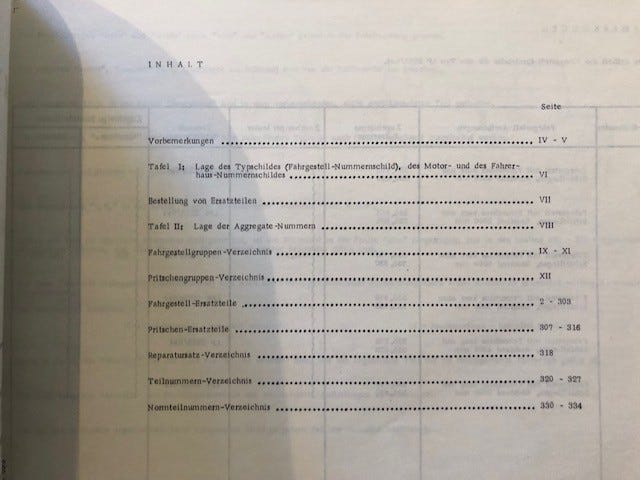 INHALT
Seite
Vorbemerkungen ........ IV - V
Tafel I: Lage des Typschildes (Fahrgestell-Nummernschild), des Motor- und des Fahrer-
haus-Nummernschildes ........ VI
Bestellung von Ersatzteilen ........ VII
Tafel II: Lage der Aggregate-Nummern ........ VIII
Fahrgestellgruppen-Verzeichnis ........ IX - XI
Pritschengruppen-Verzeichnis ........ XII
Fahrgestell-Ersatzteile ........ 2 - 303
Pritschen-Ersatzteile ........ 307 - 316
Reparatursatz-Verzeichnis ........ 318
Teilnummern-Verzeichnis ........ 320 - 327
Normteilnummern-Verzeichnis ........ 330 - 334